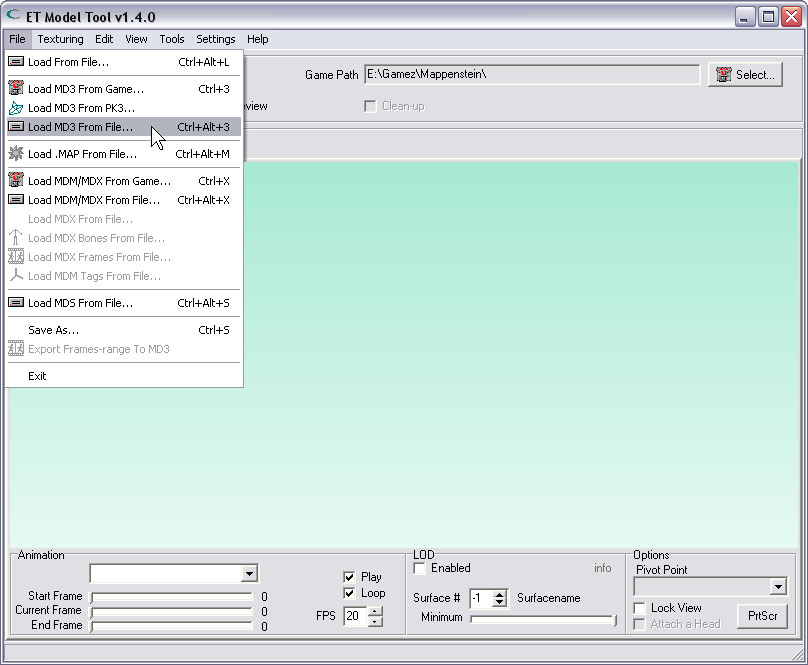 ET Model Tool v1.4.0
File Texturing Edit View Tools Settings Help
Load From File... Ctrl+Alt+L
Load MD3 From Game... Ctrl+3
Load MD3 From PK3...
Load MD3 From File... Ctrl+Alt+3
Load .MAP From File... Ctrl+Alt+M
Load MDM/MDX From Game... Ctrl+X
Load MDM/MDX From File... Ctrl+Alt+X
Load MDX From File...
Load MDX Bones From File...
Load MDX Frames From File...
Load MDM Tags From File...
Load MDS From File... Ctrl+Alt+S
Save As... Ctrl+S
Export Frames-range To MD3
Exit
Game Path E:\Gamez\Mappenstein\ Select...
eview Clean-up
Animation
Play
Loop
Start Frame 0
Current Frame 0
End Frame 0
FPS 20
LOD
Enabled info
Surface # -1 Surfacename
Minimum
Options
Pivot Point
Lock View
Attach a Head
PrtScr